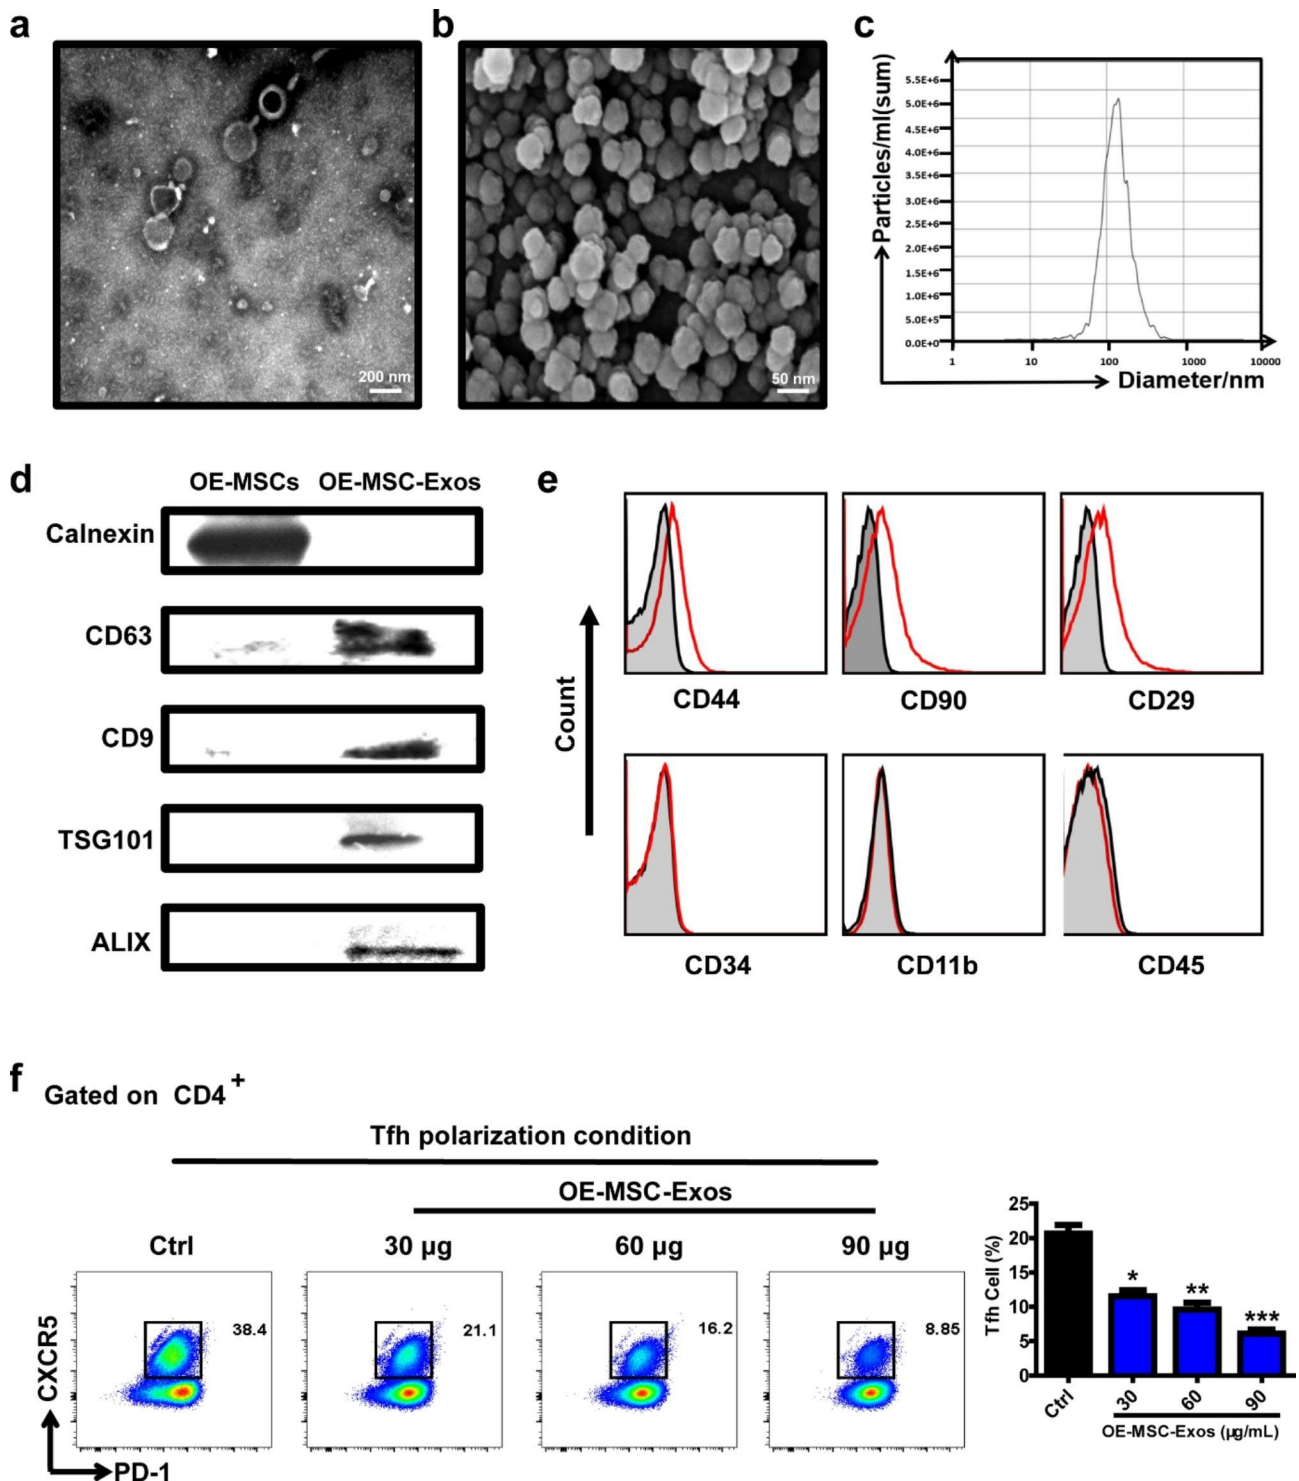 a
200 nm
b
50 nm
c
Particles/ml(sum)
5.5E+6
5.0E+6
4.5E+6
4.0E+6
3.5E+6
3.0E+6
2.5E+6
2.0E+6
1.5E+6
1.0E+6
5.0E+5
0.0E+0
1 10 100 1000 10000
Diameter/nm
d
OE-MSCs OE-MSC-Exos
Calnexin
CD63
CD9
TSG101
ALIX
e
Count
CD44 CD90 CD29
CD34 CD11b CD45
f
Gated on CD4+
Tfh polarization condition
OE-MSC-Exos
Ctrl 30 µg 60 µg 90 µg
38.4 21.1 16.2 8.85
CXCR5
PD-1
Tfh Cell (%)
25
20
15
10
5
0
* ** ***
Ctrl 30 60 90
OE-MSC-Exos (µg/mL)